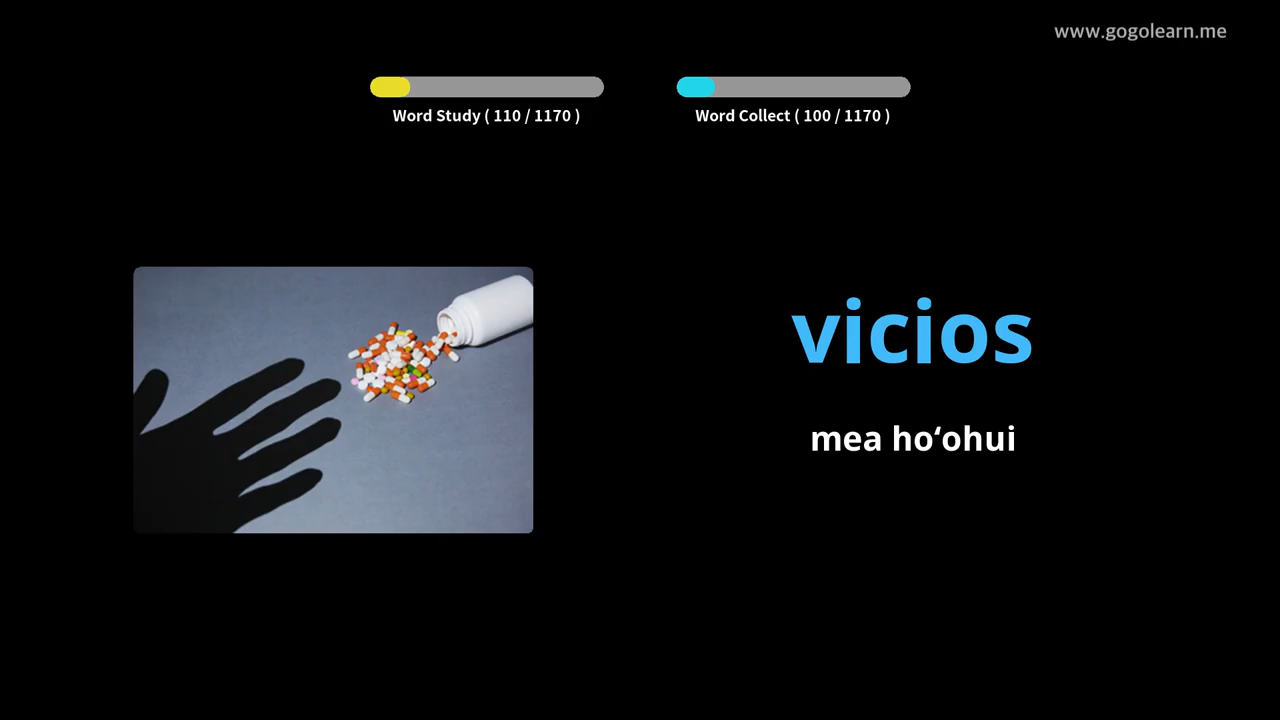 www.gogolearn.me
Word Study ( 110 / 1170 )
Word Collect ( 100 / 1170 )
vicios
mea hoʻohui